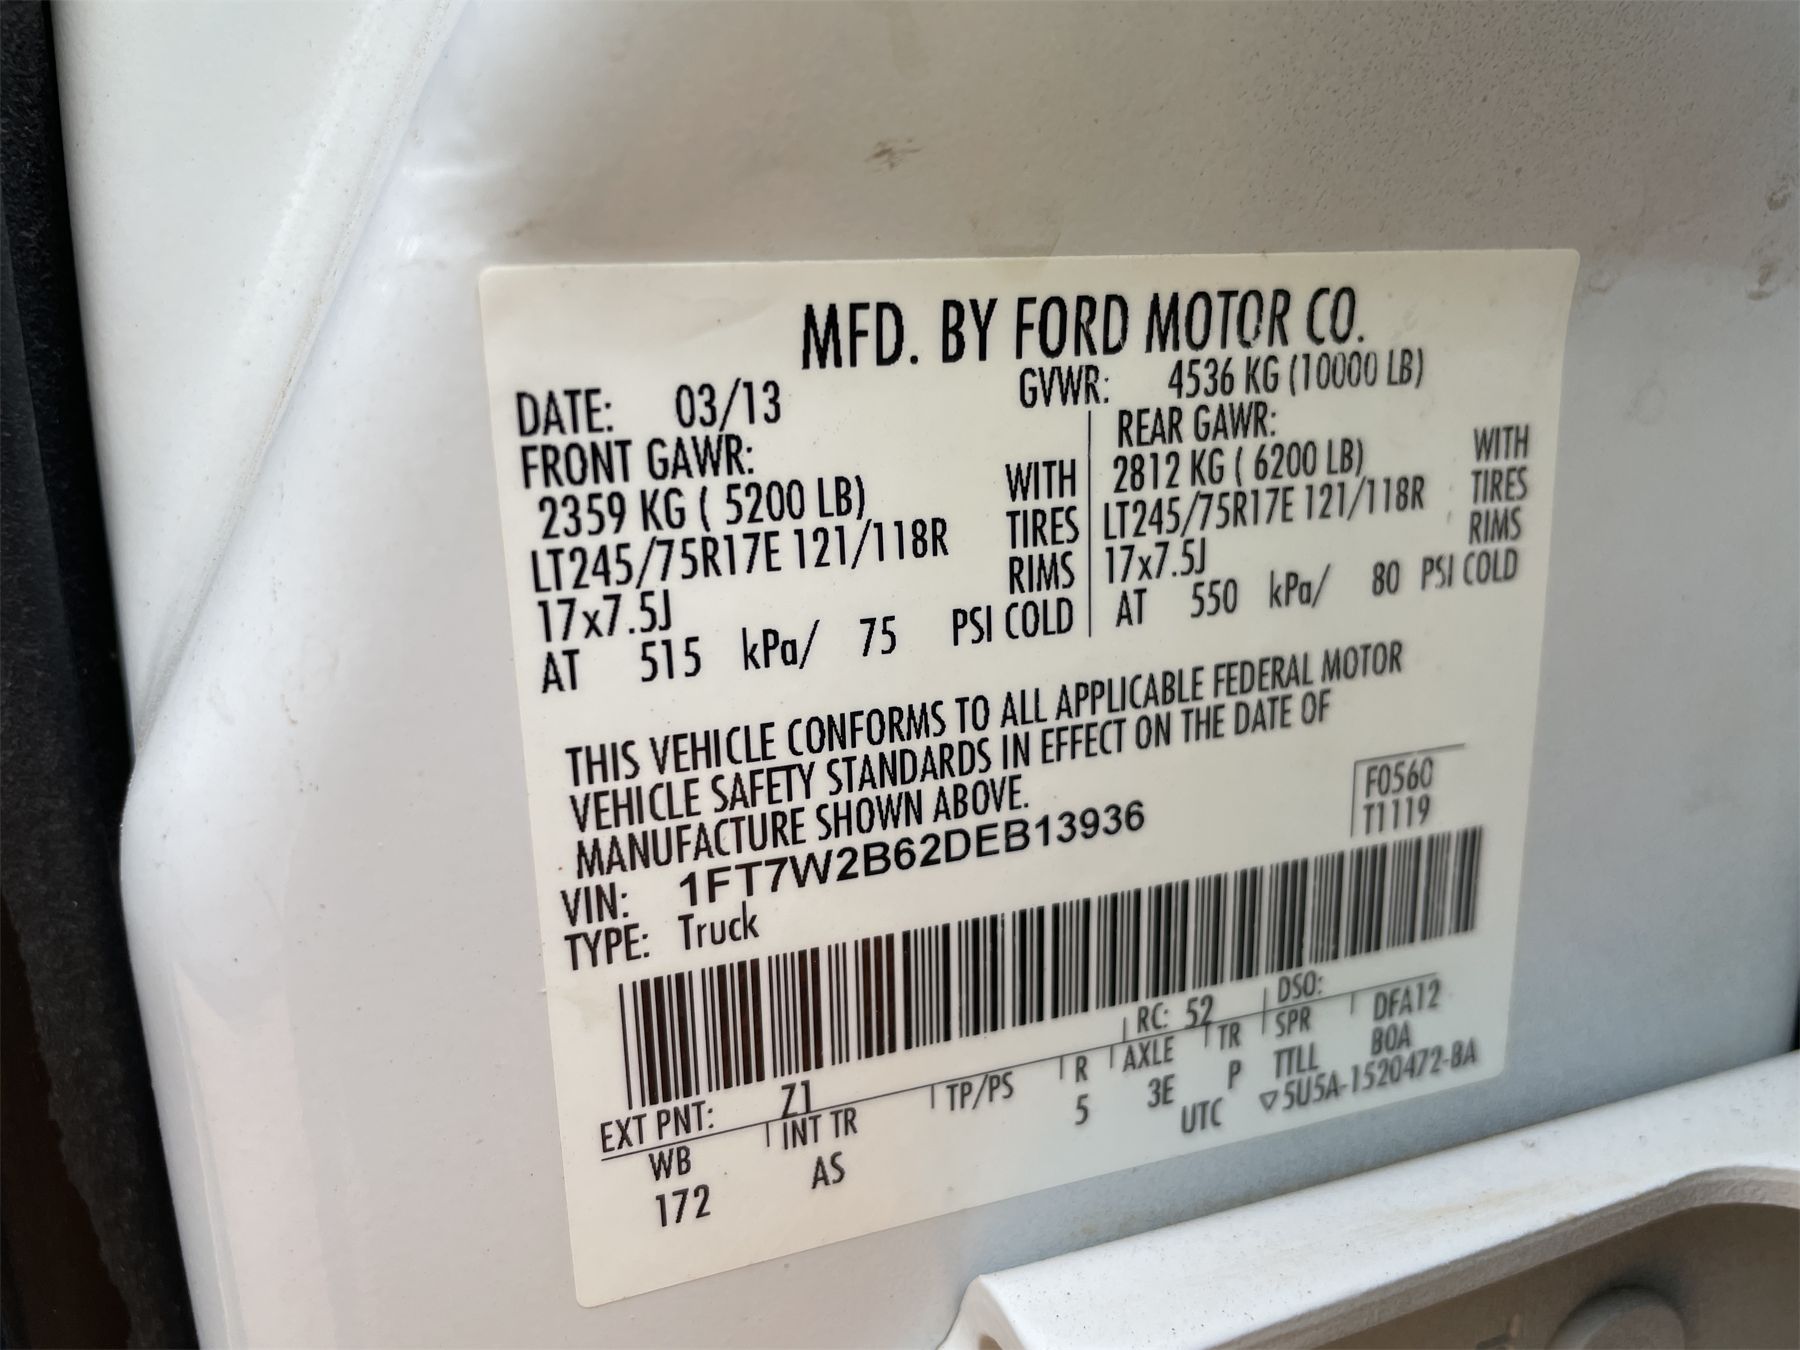 MFD. BY FORD MOTOR CO.
DATE: 03/13 GVWR: 4536 KG (10000 LB)
FRONT GAWR: REAR GAWR:
2359 KG ( 5200 LB) WITH 2812 KG ( 6200 LB) WITH
LT245/75R17E 121/118R TIRES LT245/75R17E 121/118R TIRES
17x7.5J RIMS 17x7.5J RIMS
AT 515 kPa/ 75 PSI COLD AT 550 kPa/ 80 PSI COLD
THIS VEHICLE CONFORMS TO ALL APPLICABLE FEDERAL MOTOR
VEHICLE SAFETY STANDARDS IN EFFECT ON THE DATE OF
MANUFACTURE SHOWN ABOVE.
VIN: 1FT7W2B62DEB13936
TYPE: Truck
F0560
T1119
EXT PNT: Z1 RC: 52 DSO:
WB INT TR TP/PS R AXLE TR SPR DFA12
172 AS 5 3E P TTLL BOA
UTC ▽5U5A-1520472-BA